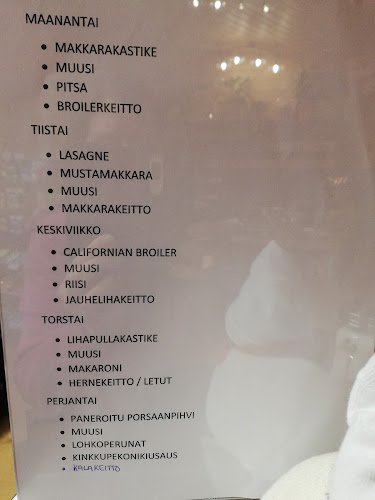 MAANANTAI
• MAKKARAKASTIKE
• MUUSI
• PITSA
• BROILERKEITTO
TIISTAI
• LASAGNE
• MUSTAMAKKARA
• MUUSI
• MAKKARAKEITTO
KESKIVIIKKO
• CALIFORNIAN BROILER
• MUUSI
• RIISI
• JAUHELIHAKEITTO
TORSTAI
• LIHAPULLAKASTIKE
• MUUSI
• MAKARONI
• HERNEKEITTO / LETUT
PERJANTAI
• PANEROITU PORSAANPIHVI
• MUUSI
• LOHKOPERUNAT
• KINKKUPEKONIKIUSAUS
• KALAKEITTO